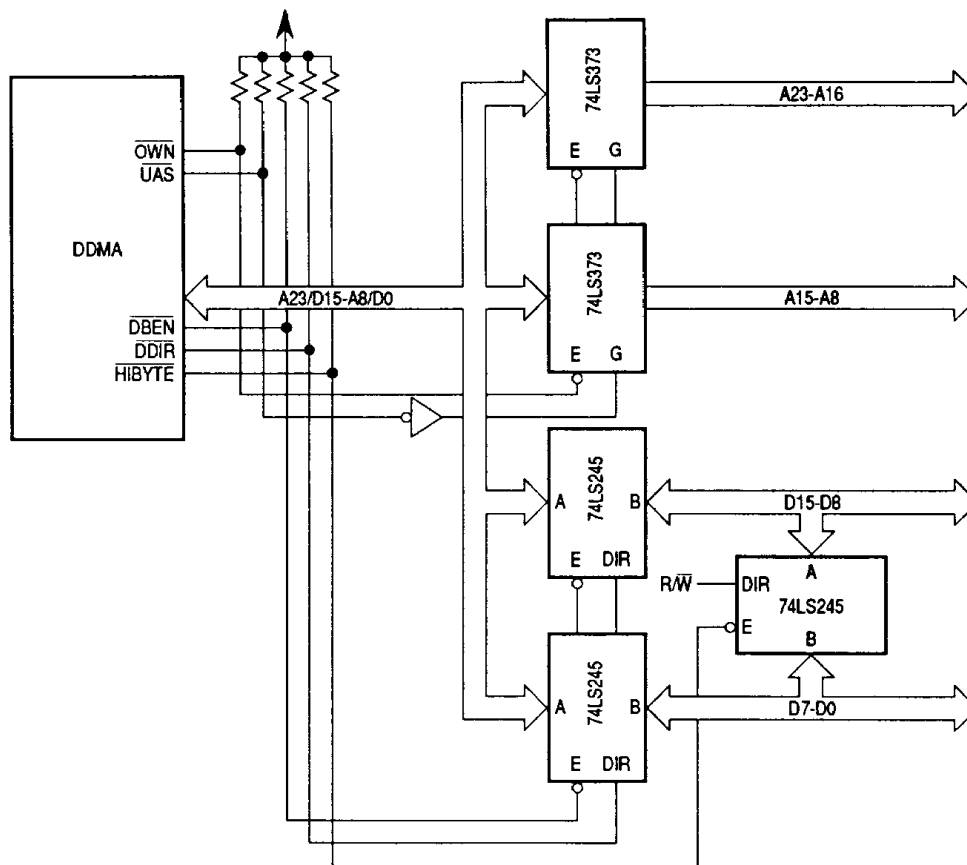 74LS373
E G
A23-A16
OWN
UAS
DDMA
A23/D15-A8/D0
74LS373
E G
A15-A8
DBEN
DDIR
HIBYTE
74LS245
A B
E DIR
D15-D8
R/W
DIR
A
74LS245
E
B
74LS245
A B
E DIR
D7-D0